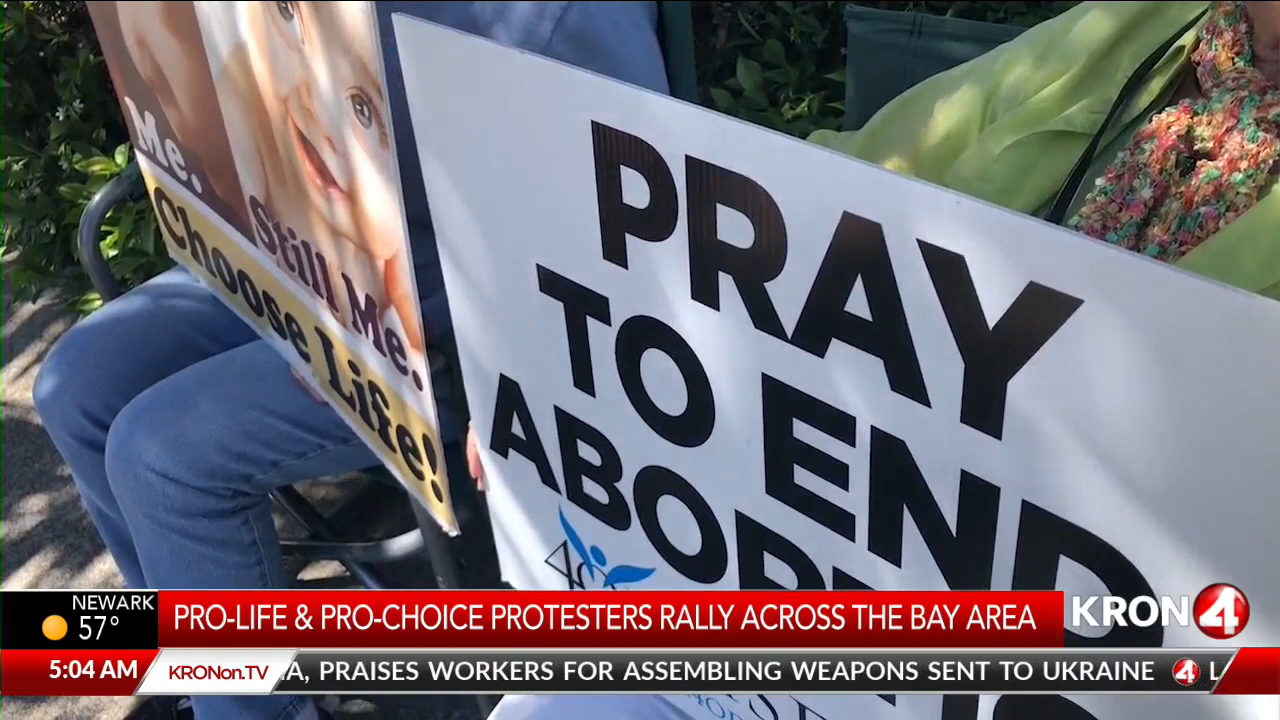 Me.
Still Me.
Choose Life!
PRAY
TO END
NEWARK
57°
PRO-LIFE & PRO-CHOICE PROTESTERS RALLY ACROSS THE BAY AREA
KRON4
5:04 AM
KRONon.TV
A, PRAISES WORKERS FOR ASSEMBLING WEAPONS SENT TO UKRAINE 4 L